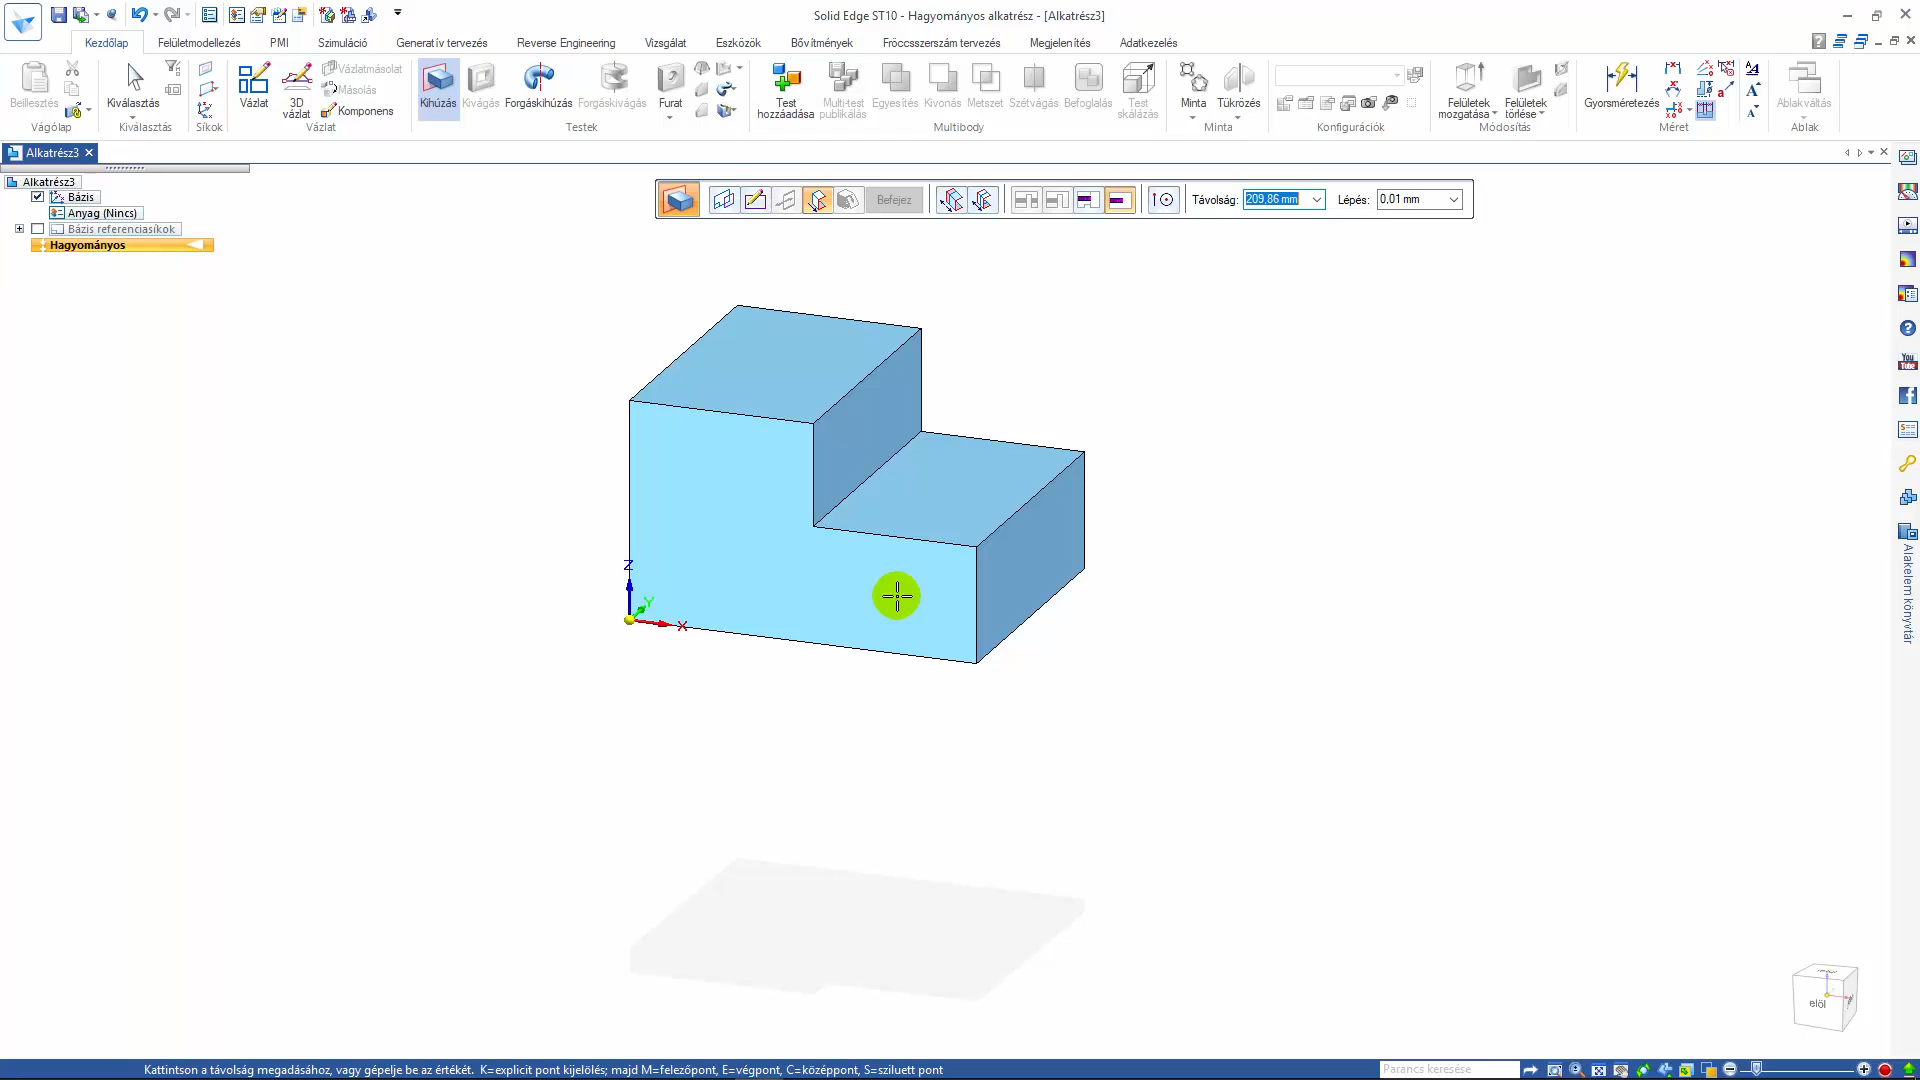 Solid Edge ST10 - Hagyományos alkatrész - [Alkatrész3]
Kezdőlap Felületmodellezés PMI Szimuláció Generatív tervezés Reverse Engineering Vizsgálat Eszközök Bővítmények Fröccsszerszám tervezés Megjelenítés Adatkezelés
Beillesztés
Vágólap
Kiválasztás
Kiválasztás
Síkok
Vázlat
3D vázlat
Vázlatmásolat
Másolás
Komponens
Vázlat
Kihúzás Kivágás Forgáskihúzás Forgáskivágás Furat
Testek
Test hozzáadása
Multi-test publikálás
Egyesítés Kivonás Metszet Szétvágás Befoglalás
Test skálázás
Multibody
Minta Tükrözés
Minta
Konfigurációk
Felületek mozgatása
Felületek törlése
Módosítás
Gyorsméretezés
Méret
Ablakváltás
Ablak
Alkatrész3
Alkatrész3
Bázis
Anyag (Nincs)
Bázis referenciasíkok
Hagyományos
Befejez Távolság: 209,86 mm Lépés: 0,01 mm
Z
Y
X
You
Tube
Alakelem könyvtár
elöl
Kattintson a távolság megadásához, vagy gépelje be az értékét. K=explicit pont kijelölés; majd M=felezőpont, E=végpont, C=középpont, S=sziluett pont
Parancs keresése